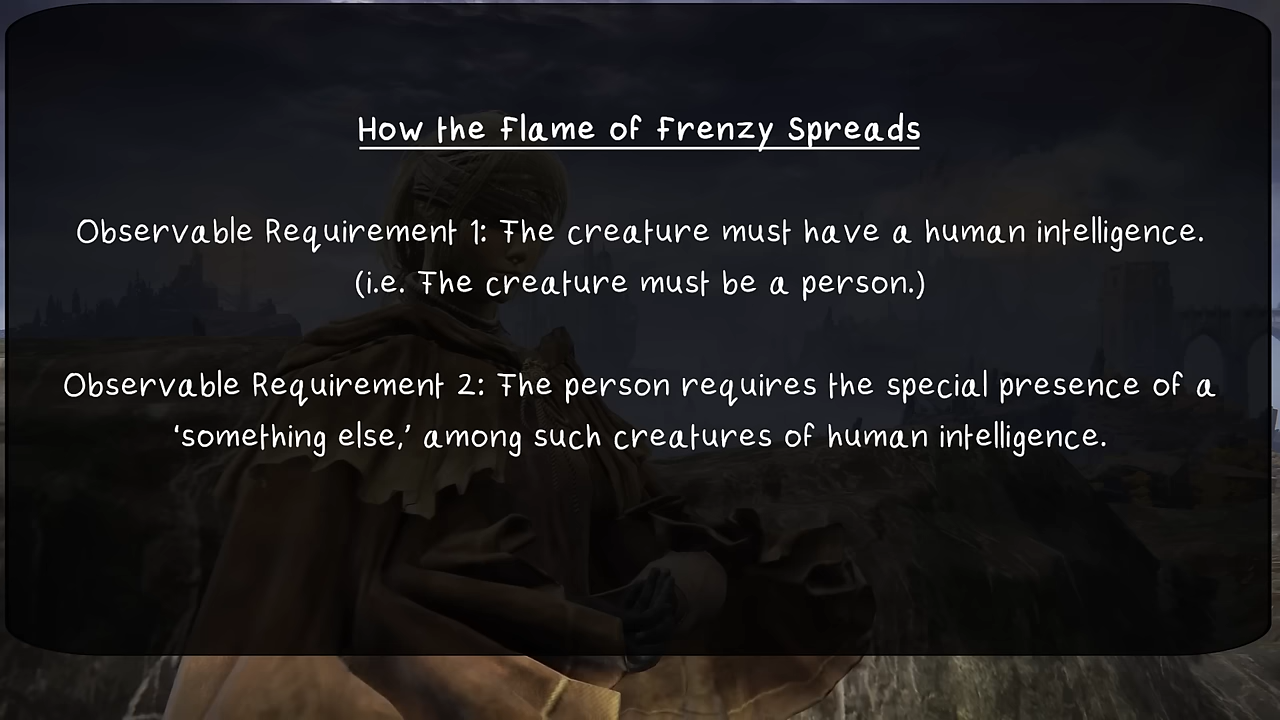 How the Flame of Frenzy Spreads
Observable Requirement 1: The creature must have a human intelligence.
(i.e. The creature must be a person.)
Observable Requirement 2: The person requires the special presence of a
‘something else,’ among such creatures of human intelligence.